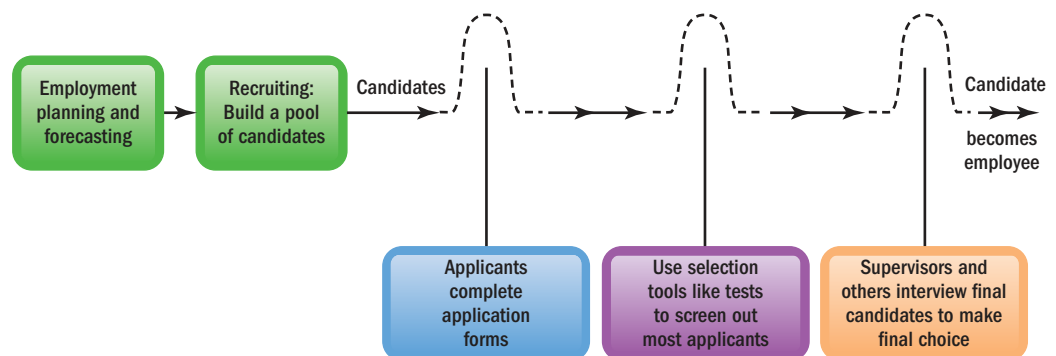 Employment
planning and
forecasting
Recruiting:
Build a pool
of candidates
Candidates
Candidate
becomes
employee
Applicants
complete
application
forms
Use selection
tools like tests
to screen out
most applicants
Supervisors and
others interview final
candidates to make
final choice